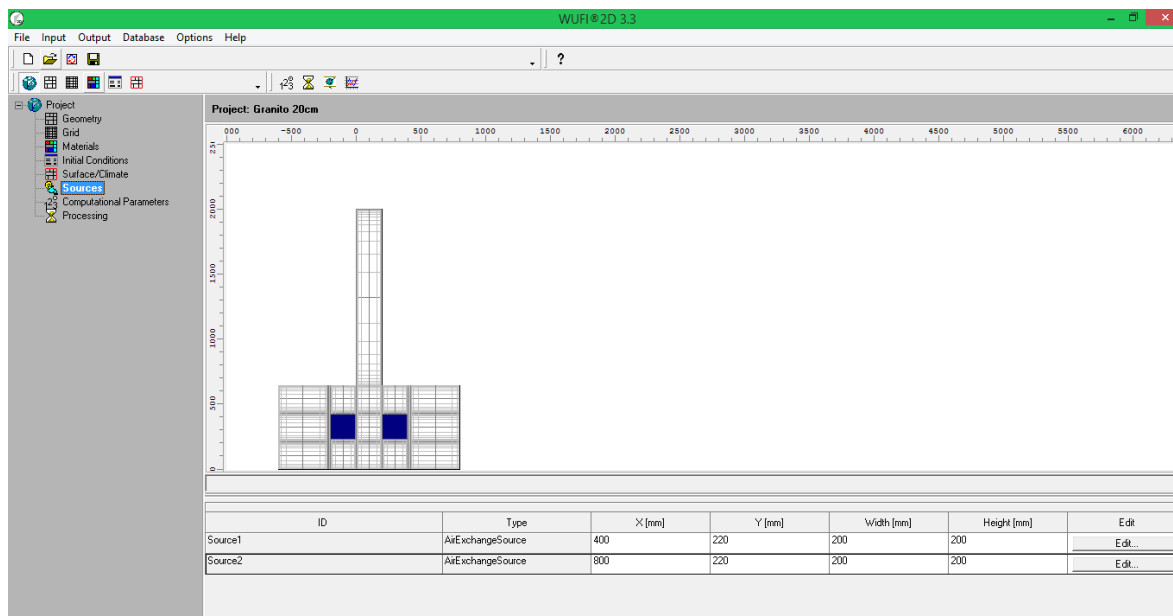 WUFI®2D 3.3
File Input Output Database Options Help
?
Project
Geometry
Grid
Materials
Initial Conditions
Surface/Climate
Sources
Computational Parameters
Processing
Project: Granito 20cm
000 -500 0 500 1000 1500 2000 2500 3000 3500 4000 4500 5000 5500 6000
2000
1500
1000
500
0
ID Type X [mm] Y [mm] Width [mm] Height [mm] Edit
Source1 AirExchangeSource 400 220 200 200 Edit...
Source2 AirExchangeSource 800 220 200 200 Edit...